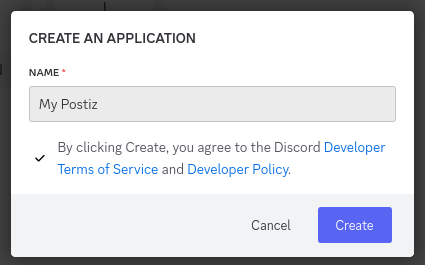 CREATE AN APPLICATION
NAME *
My Postiz
By clicking Create, you agree to the Discord Developer
Terms of Service and Developer Policy.
Cancel
Create